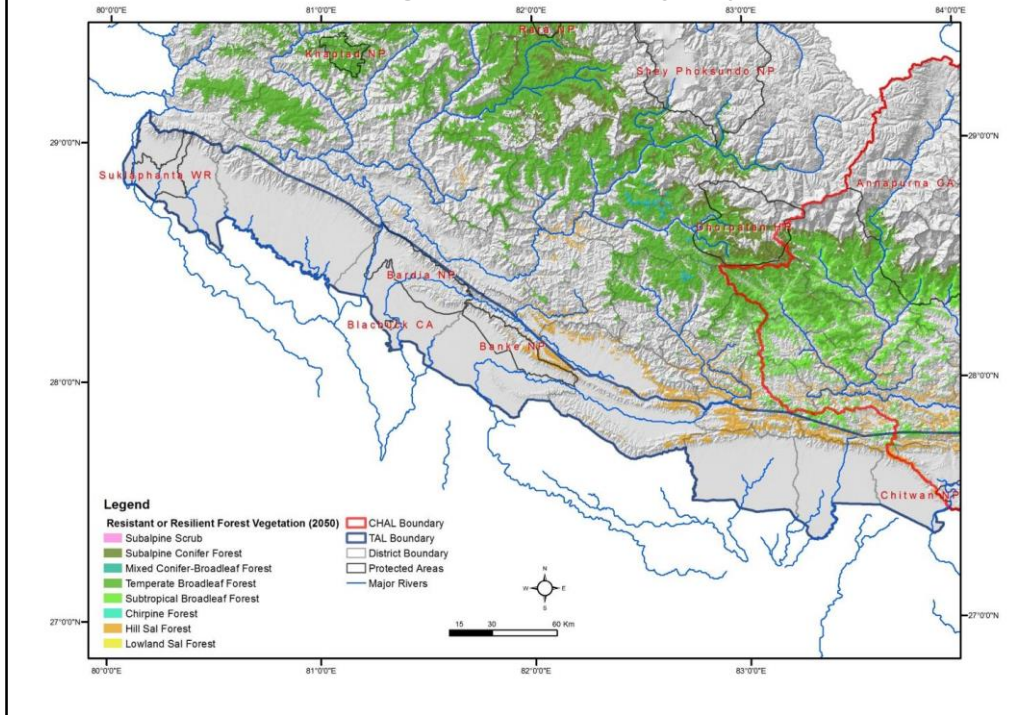 81°0'0"E 82°0'0"E 83°0'0"E 84°0'0"E
Rara NP
Khaptad NP
Shey Phoksundo NP
29°0'0"N 29°0'0"N
Suklaphanta WR
Annapurna CA
Dhorpatan HR
Bardia NP
Blackbuck CA
Banke NP
28°0'0"N 28°0'0"N
Chitwan NP
Legend
Resistant or Resilient Forest Vegetation (2050)
Subalpine Scrub
Subalpine Conifer Forest
Mixed Conifer-Broadleaf Forest
Temperate Broadleaf Forest
Subtropical Broadleaf Forest
Chirpine Forest
Hill Sal Forest
Lowland Sal Forest
CHAL Boundary
TAL Boundary
District Boundary
Protected Areas
Major Rivers
N
W E
S
15 30 60 Km
27°0'0"N 27°0'0"N
80°0'0"E 81°0'0"E 82°0'0"E 83°0'0"E